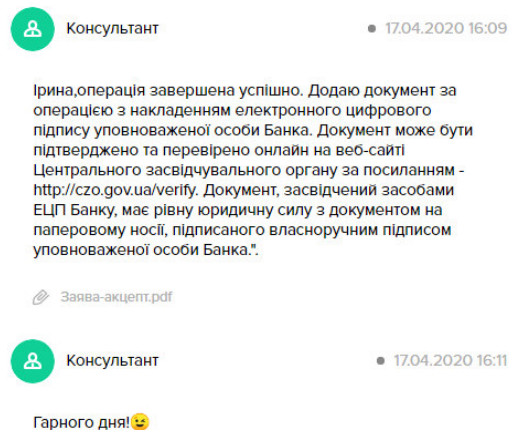 Консультант 17.04.2020 16:09
Ірина,операція завершена успішно. Додаю документ за
операцією з накладенням електронного цифрового
підпису уповноваженої особи Банка. Документ може бути
підтверджено та перевірено онлайн на веб-сайті
Центрального засвідчувального органу за посиланням -
http://czo.gov.ua/verify. Документ, засвідчений засобами
ЕЦП Банку, має рівну юридичну силу з документом на
паперовому носії, підписаного власноручним підписом
уповноваженої особи Банка.".
Заява-акцепт.pdf
Консультант 17.04.2020 16:11
Гарного дня!😉